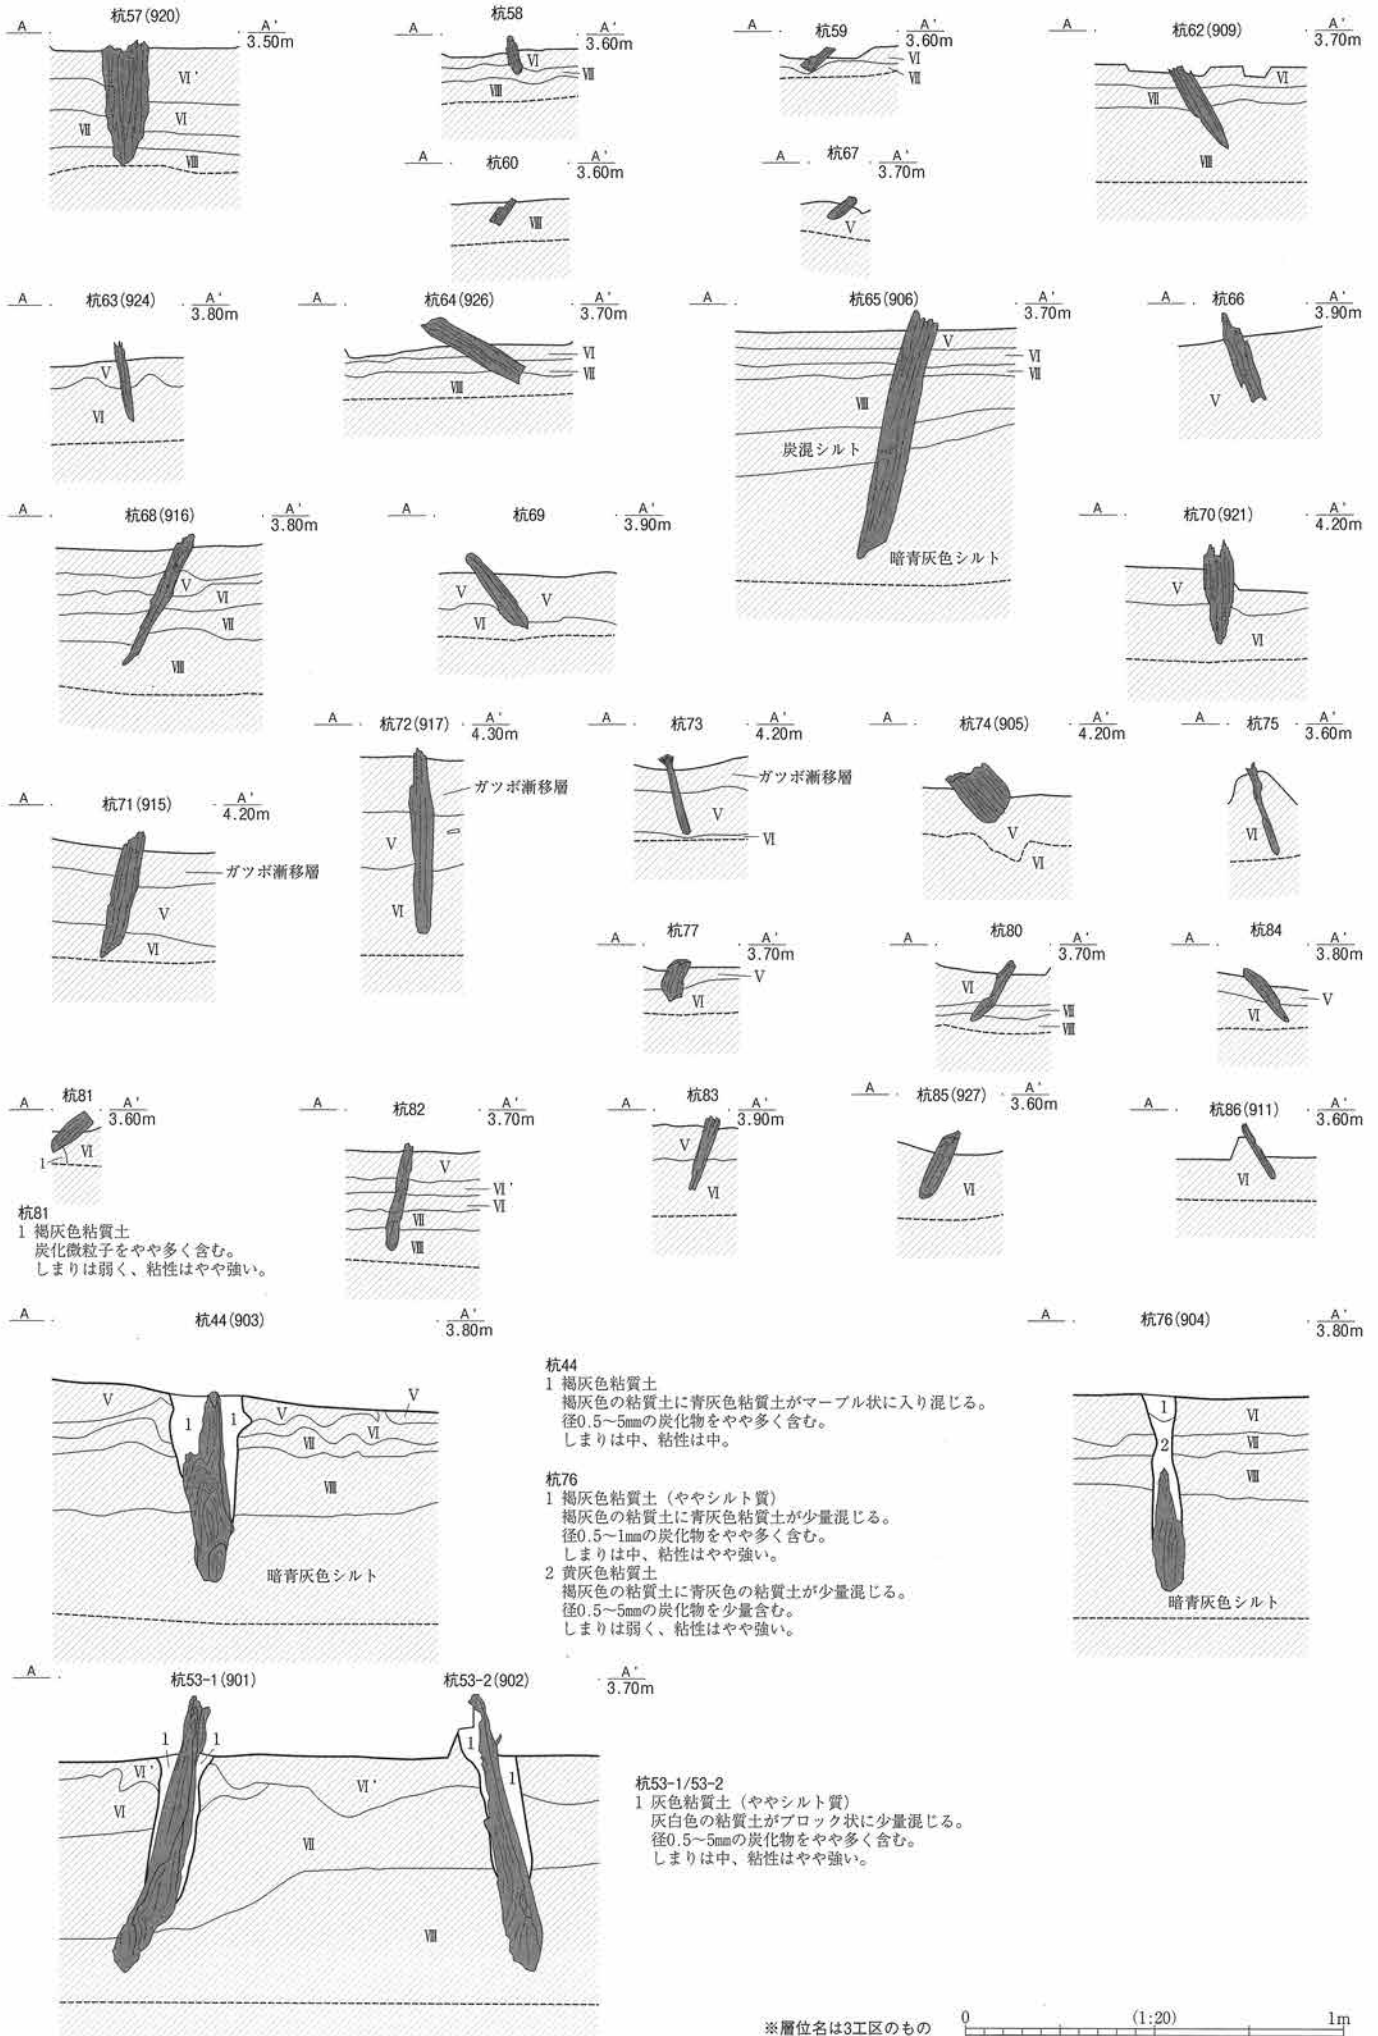 杭57(920)
A A'
3.50m
Ⅵ'
Ⅵ
Ⅶ
Ⅷ
杭58
A A'
3.60m
Ⅵ
Ⅶ
Ⅷ
杭59
A A'
3.60m
Ⅵ
Ⅶ
杭62(909)
A A'
3.70m
Ⅵ
Ⅶ
Ⅷ
杭60
A A'
3.60m
Ⅷ
杭67
A A'
3.70m
Ⅴ
杭63(924)
A A'
3.80m
Ⅴ
Ⅵ
杭64(926)
A A'
3.70m
Ⅵ
Ⅶ
Ⅷ
杭65(906)
A A'
3.70m
Ⅴ
Ⅵ
Ⅶ
Ⅷ
炭混シルト
暗青灰色シルト
杭66
A A'
3.90m
Ⅴ
杭68(916)
A A'
3.80m
Ⅴ
Ⅵ
Ⅶ
Ⅷ
杭69
A A'
3.90m
Ⅴ Ⅴ
Ⅵ
杭70(921)
A A'
4.20m
Ⅴ
Ⅵ
杭71(915)
A A'
4.20m
ガツボ漸移層
Ⅴ
Ⅵ
杭72(917)
A A'
4.30m
ガツボ漸移層
Ⅴ
Ⅵ
杭73
A A'
4.20m
ガツボ漸移層
Ⅴ
Ⅵ
杭74(905)
A A'
4.20m
Ⅴ
Ⅵ
杭75
A A'
3.60m
Ⅵ
杭77
A A'
3.70m
Ⅴ
Ⅵ
杭80
A A'
3.70m
Ⅵ
Ⅶ
Ⅷ
杭84
A A'
3.80m
Ⅴ
Ⅵ
杭81
A A'
3.60m
Ⅵ
1
杭81
1 褐灰色粘質土
炭化微粒子をやや多く含む。
しまりは弱く、粘性はやや強い。
杭82
A A'
3.70m
Ⅴ
Ⅵ'
Ⅵ
Ⅶ
Ⅷ
杭83
A A'
3.90m
Ⅴ
Ⅵ
杭85(927)
A A'
3.60m
Ⅵ
杭86(911)
A A'
3.60m
Ⅵ
杭44(903)
A A'
3.80m
Ⅴ 1 1 Ⅴ Ⅴ
Ⅵ
Ⅶ
Ⅷ
暗青灰色シルト
杭44
1 褐灰色粘質土
褐灰色の粘質土に青灰色粘質土がマーブル状に入り混じる。
径0.5~5㎜の炭化物をやや多く含む。
しまりは中、粘性は中。
杭76
1 褐灰色粘質土（ややシルト質）
褐灰色の粘質土に青灰色粘質土が少量混じる。
径0.5~1㎜の炭化物をやや多く含む。
しまりは中、粘性はやや強い。
2 黄灰色粘質土
褐灰色の粘質土に青灰色の粘質土が少量混じる。
径0.5~5㎜の炭化物を少量含む。
しまりは弱く、粘性はやや強い。
杭76(904)
A A'
3.80m
1
2
Ⅵ
Ⅶ
Ⅷ
暗青灰色シルト
杭53-1(901) 杭53-2(902)
A A'
3.70m
1 1 1 1
Ⅵ' Ⅵ'
Ⅵ
Ⅶ
Ⅷ
杭53-1/53-2
1 灰色粘質土（ややシルト質）
灰白色の粘質土がブロック状に少量混じる。
径0.5~5㎜の炭化物をやや多く含む。
しまりは中、粘性はやや強い。
※層位名は3工区のもの
0 (1:20) 1m